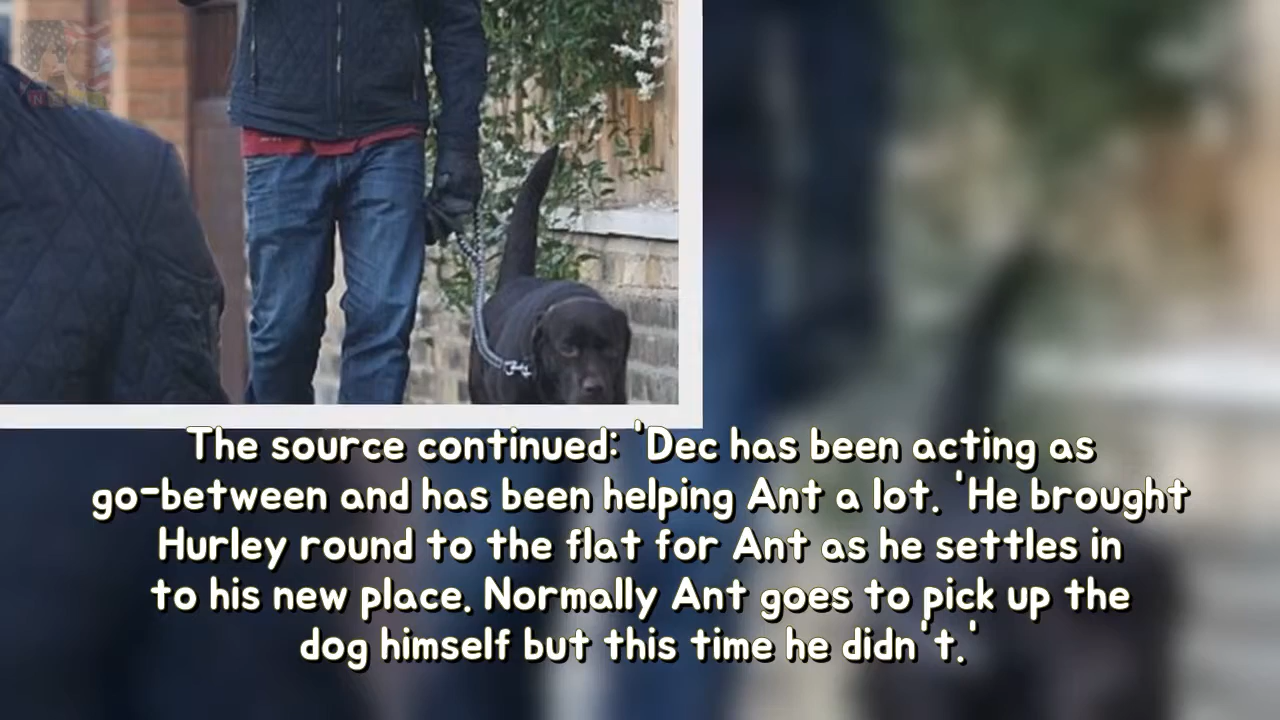 The source continued: 'Dec has been acting as
go-between and has been helping Ant a lot. 'He brought
Hurley round to the flat for Ant as he settles in
to his new place. Normally Ant goes to pick up the
dog himself but this time he didn't.'